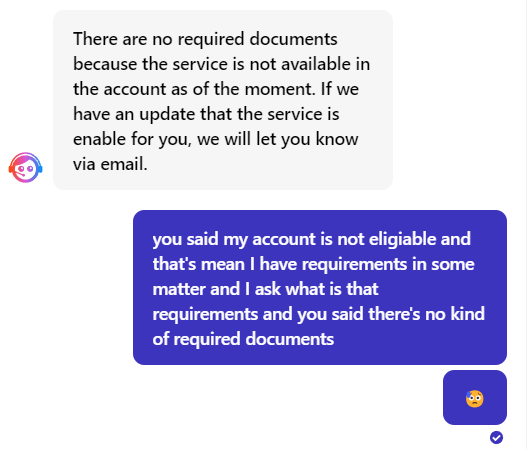 There are no required documents
because the service is not available in
the account as of the moment. If we
have an update that the service is
enable for you, we will let you know
via email.
you said my account is not eligiable and
that's mean I have requirements in some
matter and I ask what is that
requirements and you said there's no kind
of required documents
😓